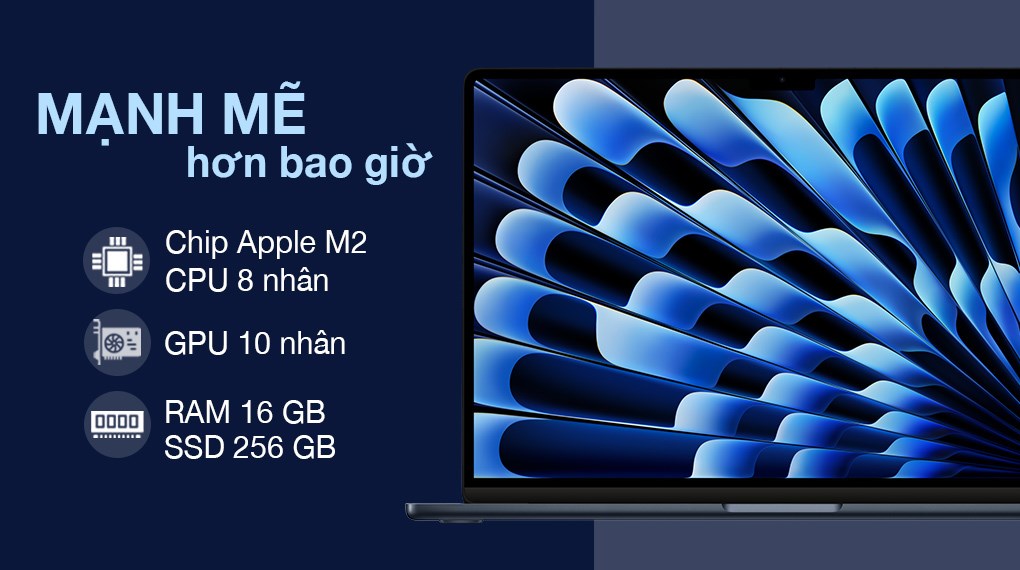 MẠNH MẼ
hơn bao giờ
Chip Apple M2
CPU 8 nhân
GPU 10 nhân
RAM 16 GB
SSD 256 GB